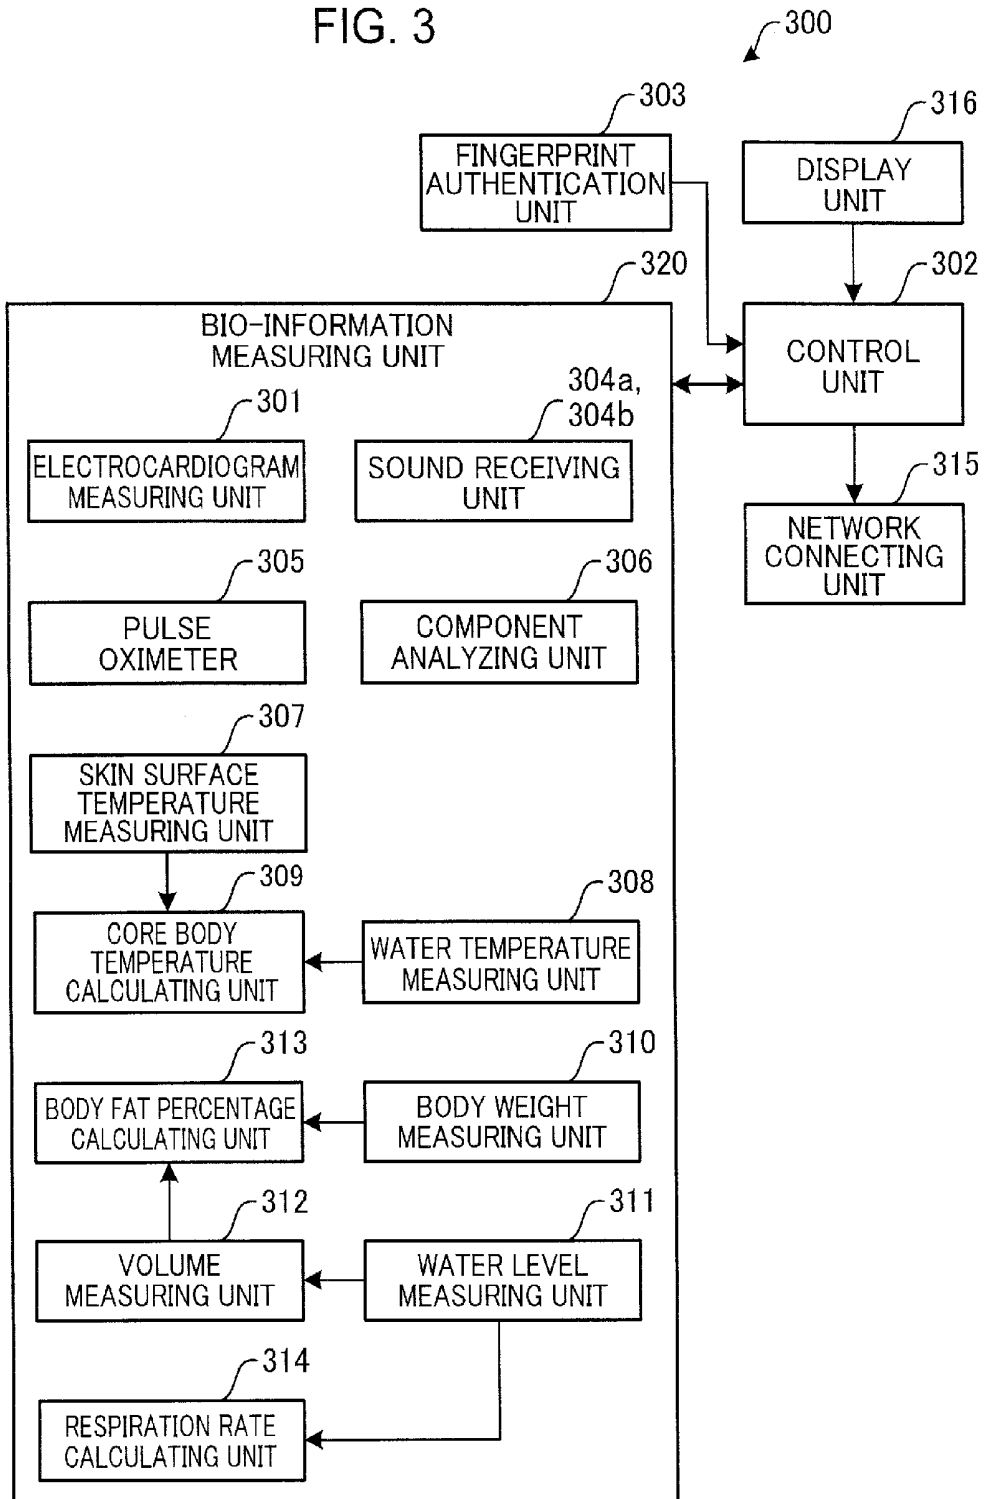 FIG. 3
300
303
FINGERPRINT
AUTHENTICATION
UNIT
316
DISPLAY
UNIT
320
BIO-INFORMATION
MEASURING UNIT
302
CONTROL
UNIT
301
ELECTROCARDIOGRAM
MEASURING UNIT
304a,
304b
SOUND RECEIVING
UNIT
315
NETWORK
CONNECTING
UNIT
305
PULSE
OXIMETER
306
COMPONENT
ANALYZING UNIT
307
SKIN SURFACE
TEMPERATURE
MEASURING UNIT
309
CORE BODY
TEMPERATURE
CALCULATING UNIT
308
WATER TEMPERATURE
MEASURING UNIT
313
BODY FAT PERCENTAGE
CALCULATING UNIT
310
BODY WEIGHT
MEASURING UNIT
312
VOLUME
MEASURING UNIT
311
WATER LEVEL
MEASURING UNIT
314
RESPIRATION RATE
CALCULATING UNIT